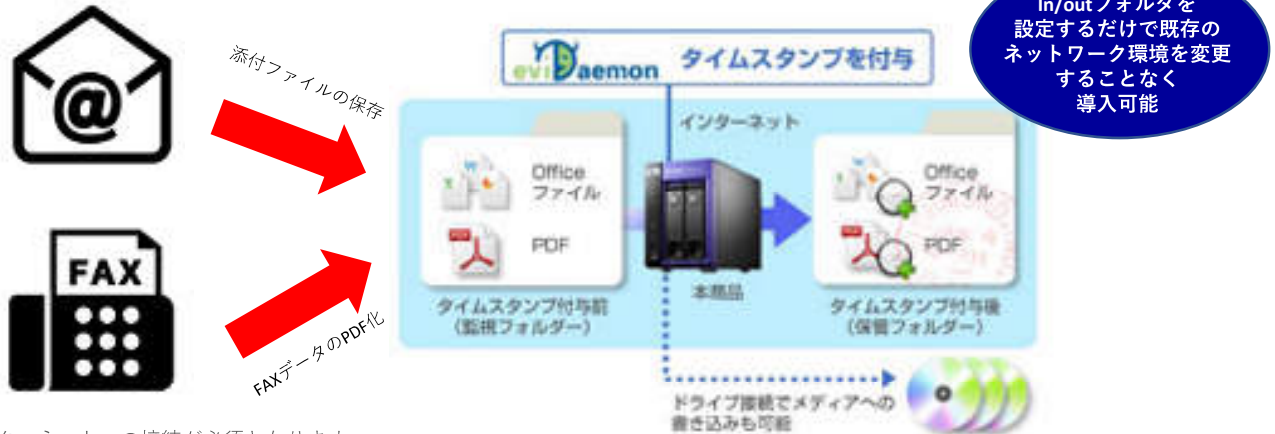 In/outフォルダを
設定するだけで既存の
ネットワーク環境を変更
することなく
導入可能
添付ファイルの保存
eviDaemon タイムスタンプを付与
インターネット
Office
ファイル
PDF
PDF
Office
ファイル
PDF
PDF
FAX
本商品
タイムスタンプ付与前
（監視フォルダー）
タイムスタンプ付与後
（保管フォルダー）
FAXデータのPDF化
ドライブ接続でメディアへの
書き込みも可能